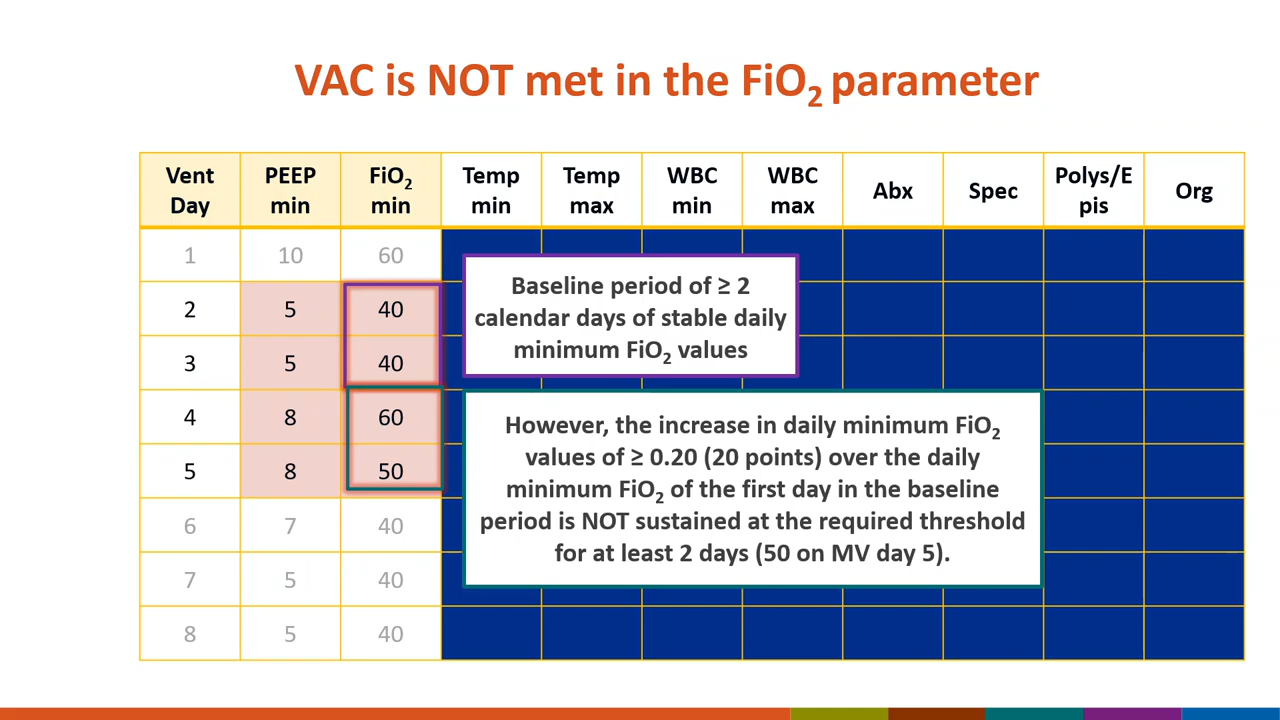 VAC is NOT met in the FiO₂ parameter
Vent Day PEEP min FiO₂ min Temp min Temp max WBC min WBC max Abx Spec Polys/E pis Org
1 10 60
2 5 40
3 5 40
4 8 60
5 8 50
6 7 40
7 5 40
8 5 40
Baseline period of ≥ 2
calendar days of stable daily
minimum FiO₂ values
However, the increase in daily minimum FiO₂
values of ≥ 0.20 (20 points) over the daily
minimum FiO₂ of the first day in the baseline
period is NOT sustained at the required threshold
for at least 2 days (50 on MV day 5).